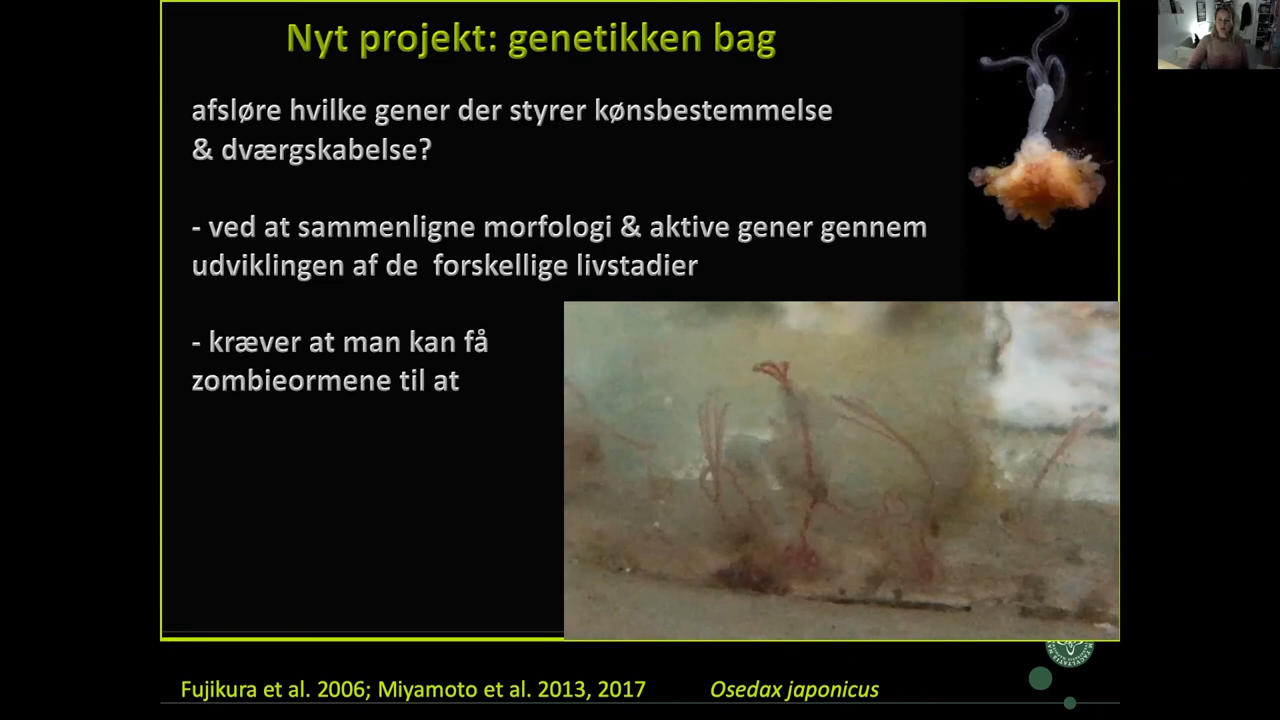 Nyt projekt: genetikken bag
afsløre hvilke gener der styrer kønsbestemmelse
& dværgskabelse?
- ved at sammenligne morfologi & aktive gener gennem
udviklingen af de  forskellige livstadier
- kræver at man kan få
zombieormene til at
Fujikura et al. 2006; Miyamoto et al. 2013, 2017
Osedax japonicus